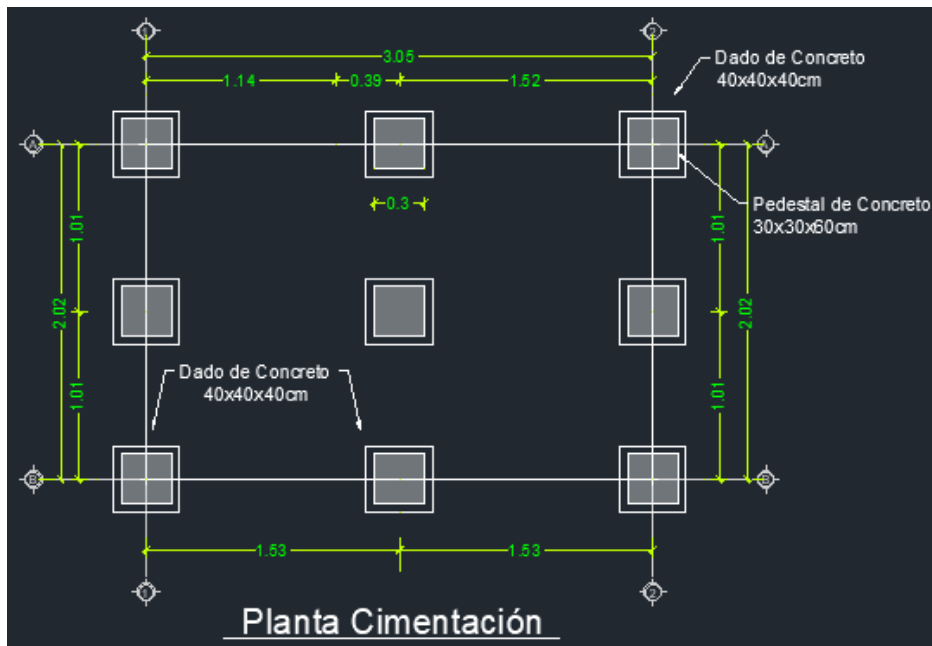 1
2
3.05
1.14
0.39
1.52
Dado de Concreto
40x40x40cm
A
A
0.3
Pedestal de Concreto
30x30x60cm
1.01
1.01
2.02
2.02
Dado de Concreto
40x40x40cm
1.01
1.01
B
B
1.53
1.53
1
2
Planta Cimentación